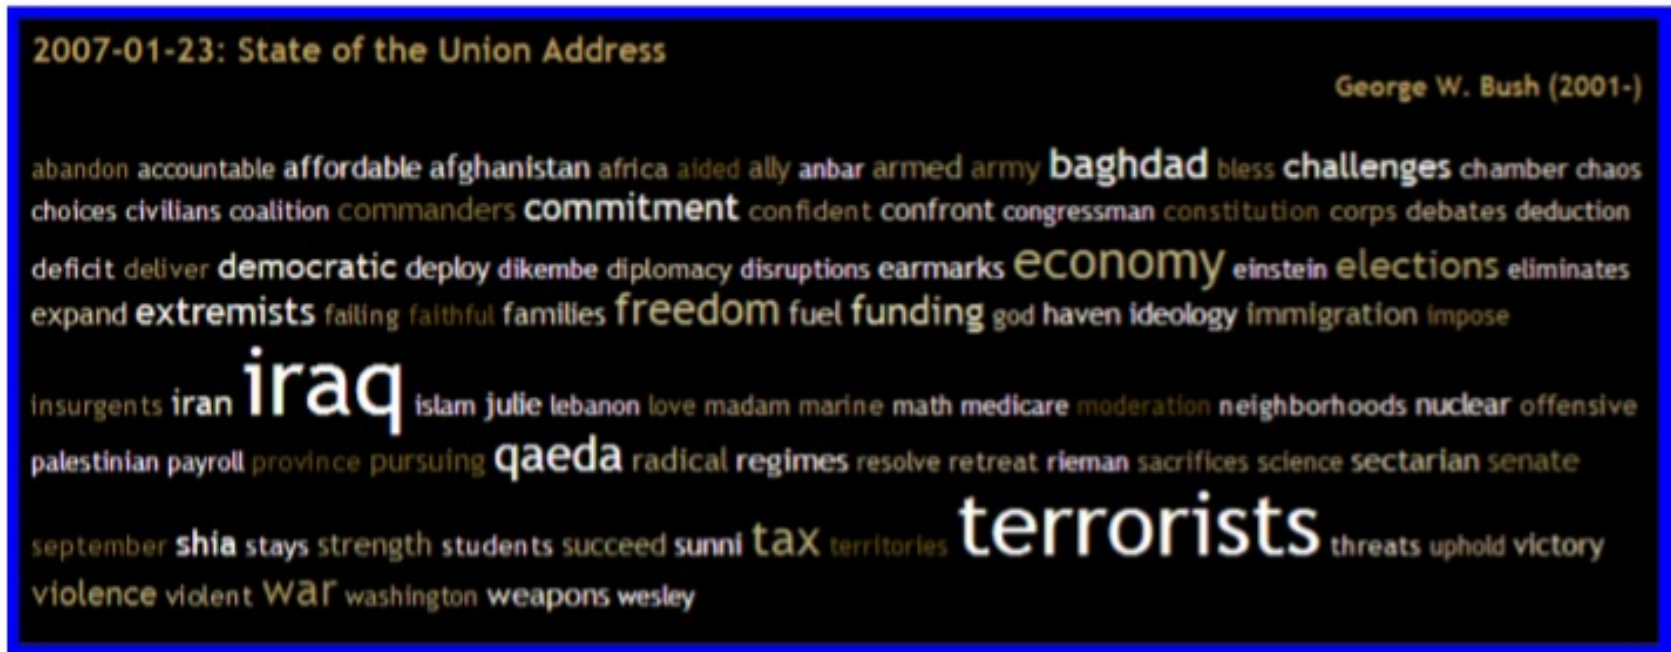 2007-01-23: State of the Union Address
George W. Bush (2001-)
abandon accountable affordable afghanistan africa aided ally anbar armed army baghdad bless challenges chamber chaos
choices civilians coalition commanders commitment confident confront congressman constitution corps debates deduction
deficit deliver democratic deploy dikembe diplomacy disruptions earmarks economy einstein elections eliminates
expand extremists failing faithful families freedom fuel funding god haven ideology immigration impose
insurgents iran iraq islam julie lebanon love madam marine math medicare moderation neighborhoods nuclear offensive
palestinian payroll province pursuing qaeda radical regimes resolve retreat rieman sacrifices science sectarian senate
september shia stays strength students succeed sunni tax territories terrorists threats uphold victory
violence violent war washington weapons wesley